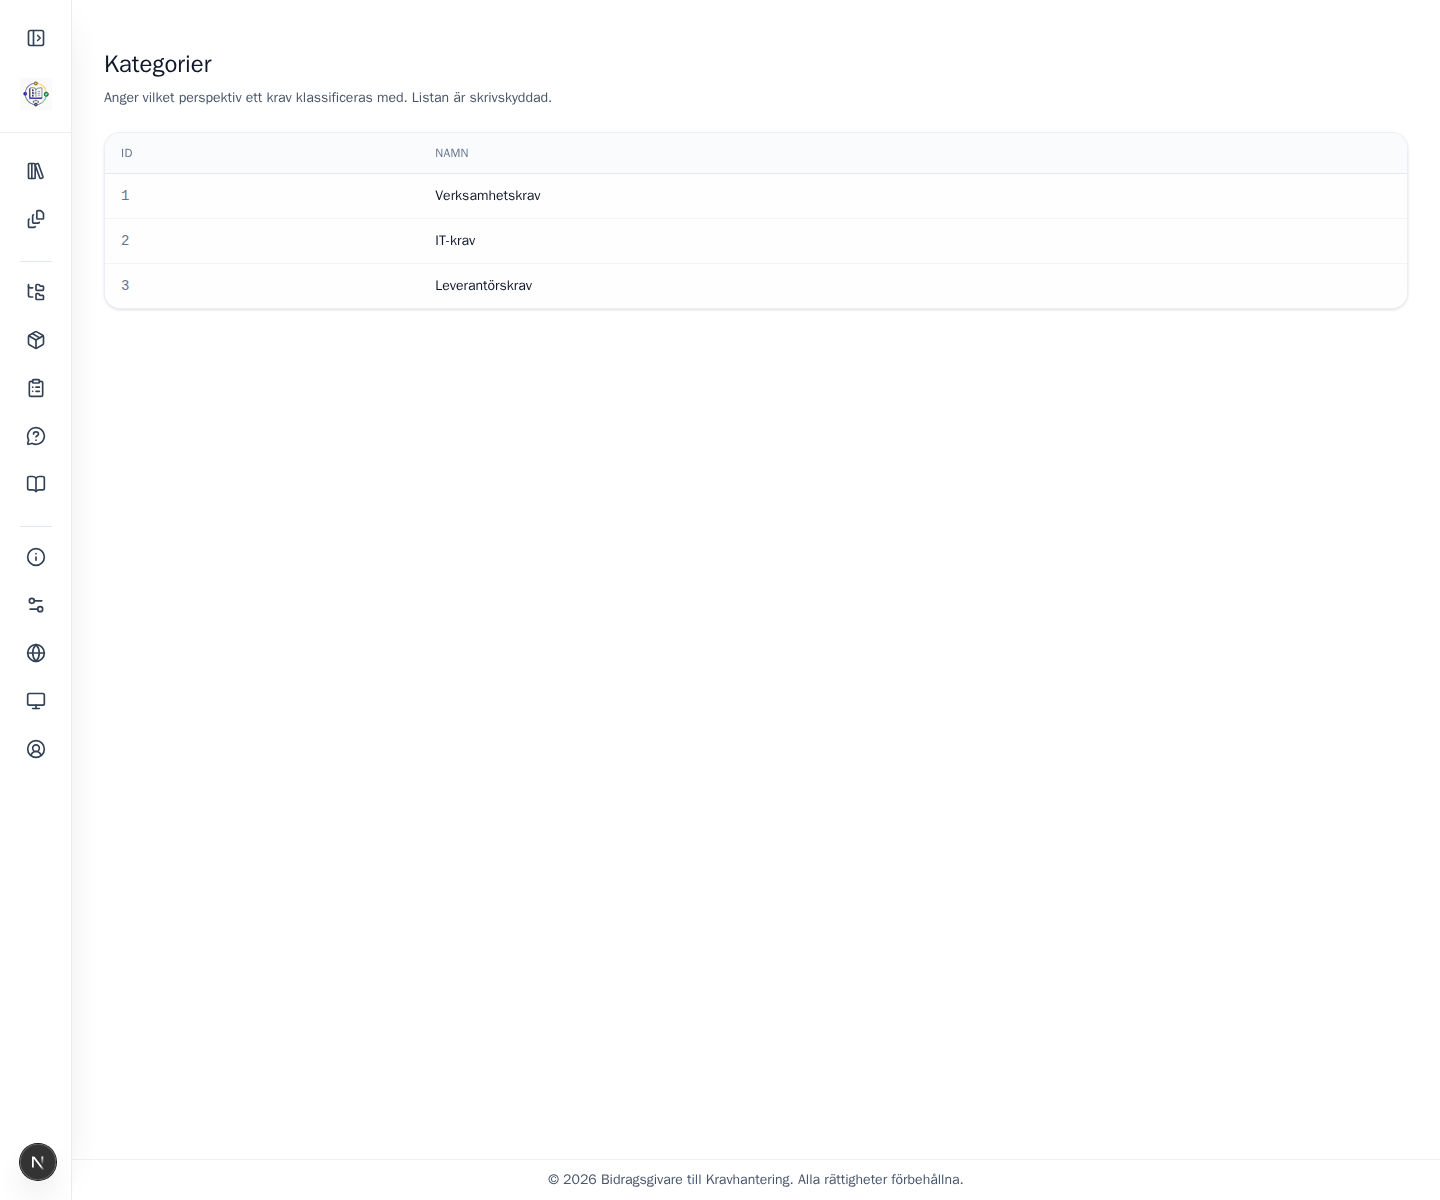 Kategorier
Anger vilket perspektiv ett krav klassificeras med. Listan är skrivskyddad.
ID NAMN
1 Verksamhetskrav
2 IT-krav
3 Leverantörskrav
N
© 2026 Bidragsgivare till Kravhantering. Alla rättigheter förbehållna.